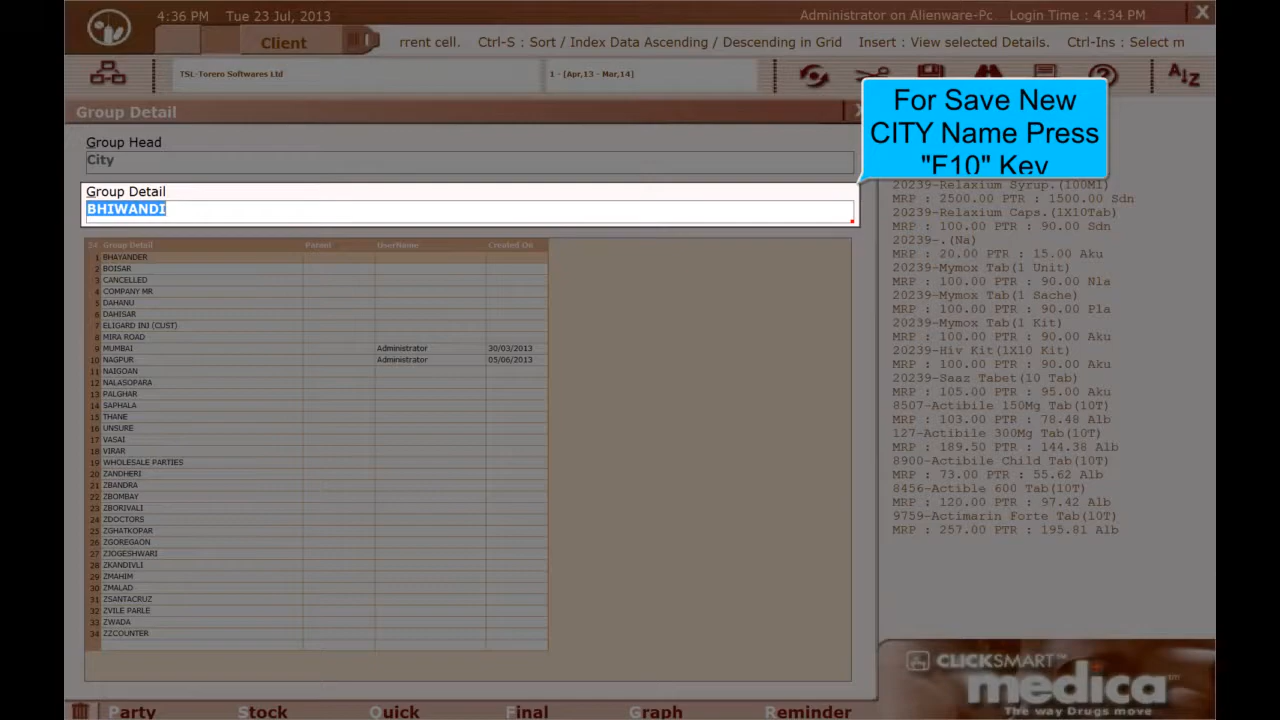 4:36 PM Tue 23 Jul, 2013
Administrator on Alienware-Pc. Login Time : 4:34 PM X
Client
rrent cell. Ctrl-S : Sort / Index Data Ascending / Descending in Grid Insert : View selected Details. Ctrl-Ins : Select m
TSL-Torero Softwares Ltd
1 - [Apr,13 - Mar,14]
Group Detail
For Save New
CITY Name Press
"F10" Key
Group Head
City
Group Detail
BHIWANDI
34 Group Detail Parent UserName Created On
1 BHAYANDER
2 BOISAR
3 CANCELLED
4 COMPANY MR
5 DAHANU
6 DAHISAR
7 ELIGARD INJ (CUST)
8 MIRA ROAD
9 MUMBAI Administrator 30/03/2013
10 NAGPUR Administrator 05/06/2013
11 NAIGOAN
12 NALASOPARA
13 PALGHAR
14 SAPHALA
15 THANE
16 UNSURE
17 VASAI
18 VIRAR
19 WHOLESALE PARTIES
20 ZANDHERI
21 ZBANDRA
22 ZBOMBAY
23 ZBORIVALI
24 ZDOCTORS
25 ZGHATKOPAR
26 ZGOREGAON
27 ZJOGESHWARI
28 ZKANDIVLI
29 ZMAHIM
30 ZMALAD
31 ZSANTACRUZ
32 ZVILE PARLE
33 ZWADA
34 ZZCOUNTER
20239-Relaxium Syrup.(100Ml)
MRP : 2500.00 PTR : 1500.00 Sdn
20239-Relaxium Caps.(1X10Tab)
MRP : 100.00 PTR : 90.00 Sdn
20239-.(Na)
MRP : 20.00 PTR : 15.00 Aku
20239-Mymox Tab(1 Unit)
MRP : 100.00 PTR : 90.00 Nla
20239-Mymox Tab(1 Sache)
MRP : 100.00 PTR : 90.00 Pla
20239-Mymox Tab(1 Kit)
MRP : 100.00 PTR : 90.00 Aku
20239-Hiv Kit(1X10 Kit)
MRP : 100.00 PTR : 90.00 Aku
20239-Saaz Tabet(10 Tab)
MRP : 105.00 PTR : 95.00 Aku
8507-Actibile 150Mg Tab(10T)
MRP : 103.00 PTR : 78.48 Alb
127-Actibile 300Mg Tab(10T)
MRP : 189.50 PTR : 144.38 Alb
8900-Actibile Child Tab(10T)
MRP : 73.00 PTR : 55.62 Alb
8456-Actible 600 Tab(10T)
MRP : 120.00 PTR : 97.42 Alb
9759-Actimarin Forte Tab(10T)
MRP : 257.00 PTR : 195.81 Alb
CLICKSMART™
medica™
The way Drugs move
Party Stock Quick Final Graph Reminder